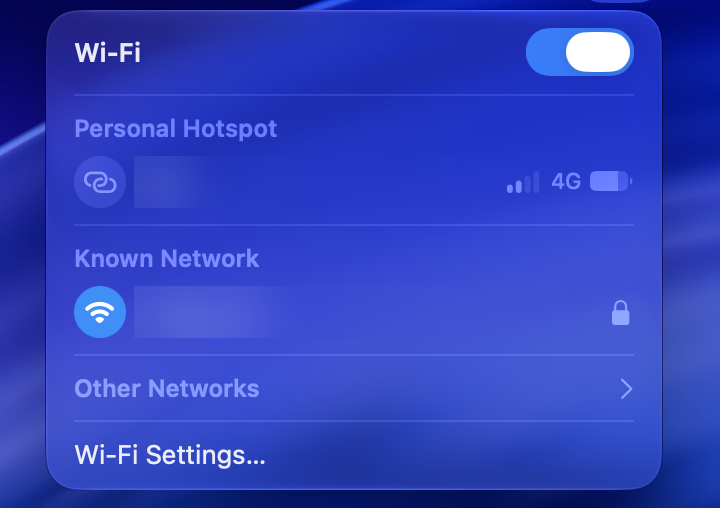 Wi-Fi
Personal Hotspot
4G
Known Network
Other Networks
Wi-Fi Settings...